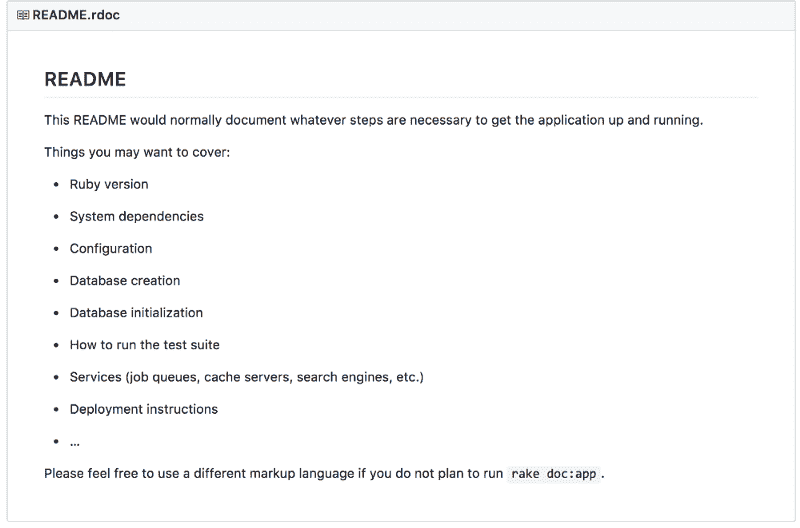 README.rdoc
README
This README would normally document whatever steps are necessary to get the application up and running.
Things you may want to cover:
• Ruby version
• System dependencies
• Configuration
• Database creation
• Database initialization
• How to run the test suite
• Services (job queues, cache servers, search engines, etc.)
• Deployment instructions
• ...
Please feel free to use a different markup language if you do not plan to run rake doc:app.